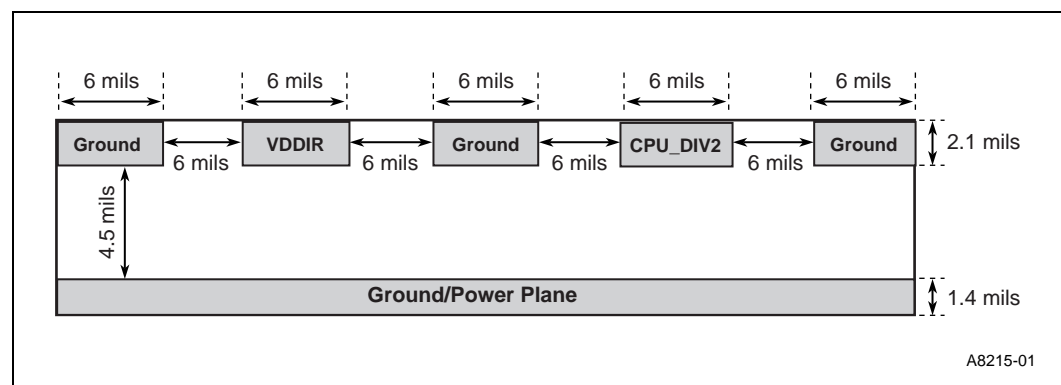 6 mils 6 mils 6 mils 6 mils 6 mils
Ground VDDIR Ground CPU_DIV2 Ground
2.1 mils
6 mils 6 mils 6 mils 6 mils
4.5 mils
Ground/Power Plane
1.4 mils
A8215-01